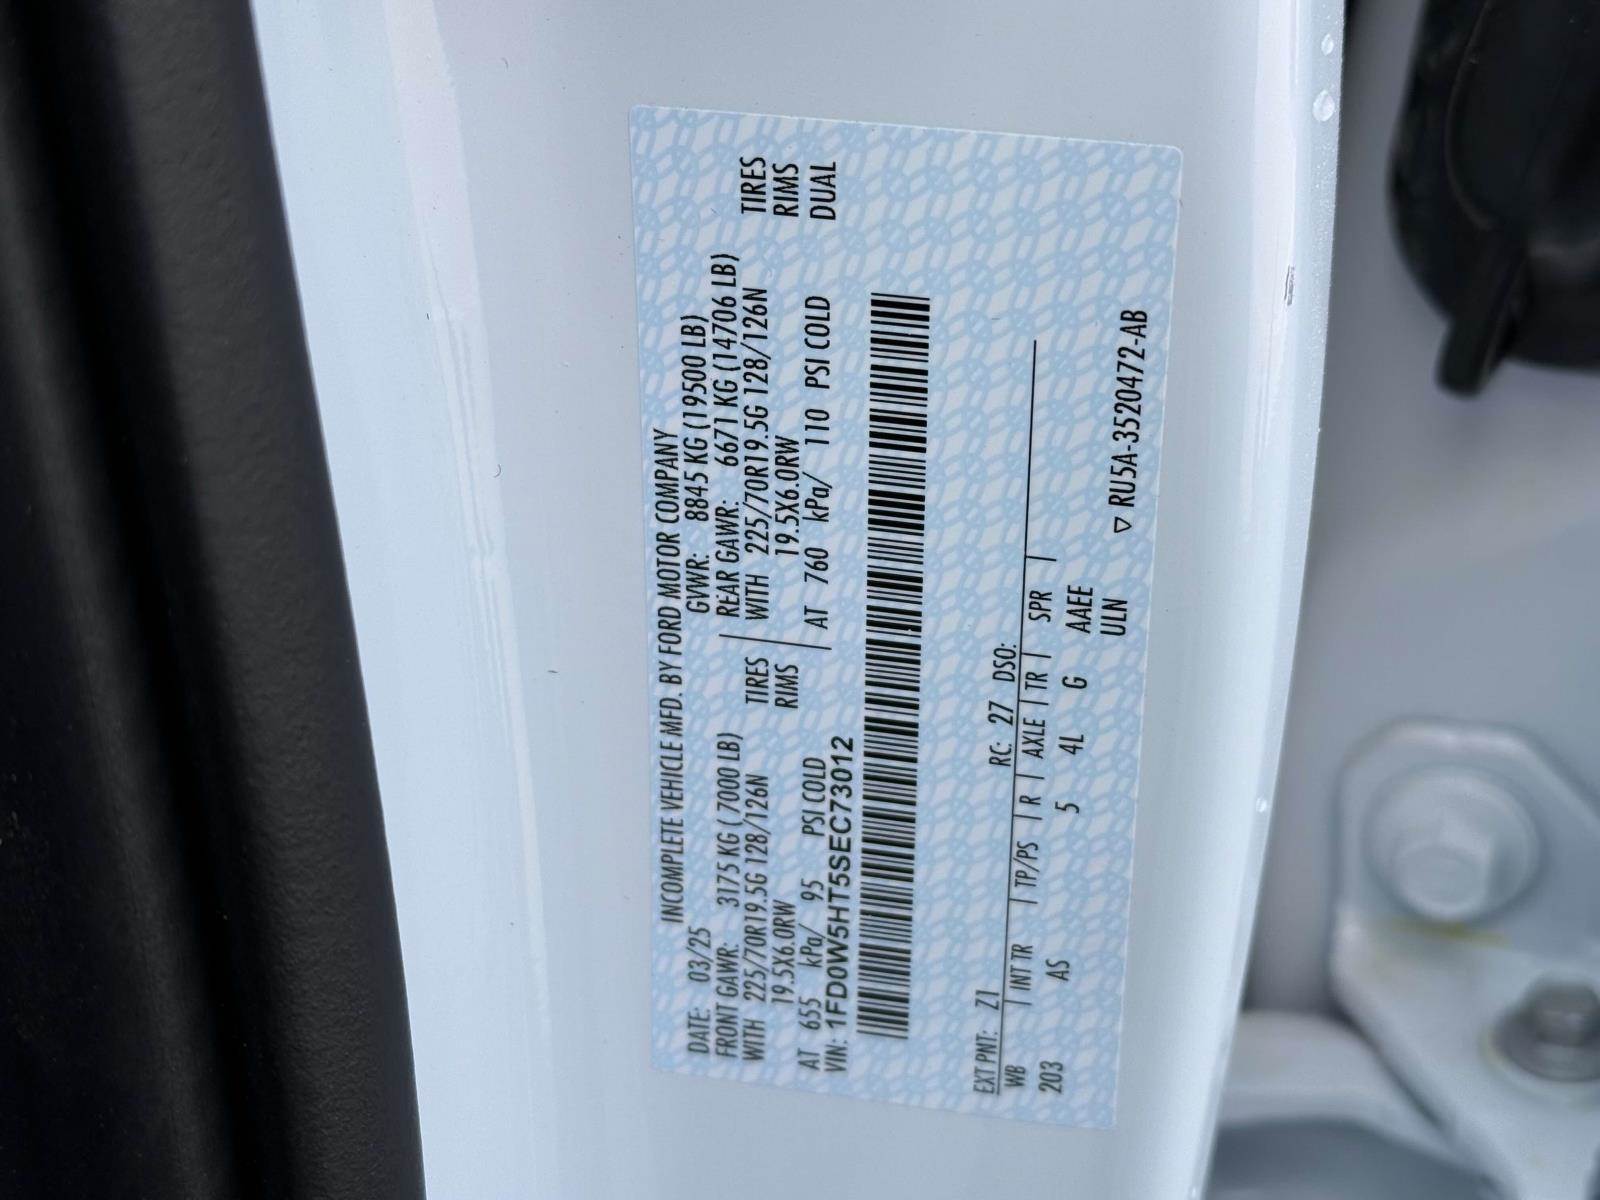 INCOMPLETE VEHICLE MFD. BY FORD MOTOR COMPANY
DATE: 03/25 GVWR: 8845 KG (19500 LB)
FRONT GAWR: 3175 KG ( 7000 LB) REAR GAWR: 6671 KG (14706 LB)
WITH 225/70R19.5G 128/126N TIRES WITH 225/70R19.5G 128/126N TIRES
19.5X6.0RW RIMS 19.5X6.0RW RIMS
AT 655 kPa/ 95 PSI COLD AT 760 kPa/ 110 PSI COLD DUAL
VIN: 1FD0W5HT5SEC73012
EXT PNT: Z1 RC: 27 DSO:
WB INT TR TP/PS R AXLE TR SPR
203 AS 5 4L G AAEE
ULN
▽ RU5A-3520472-AB